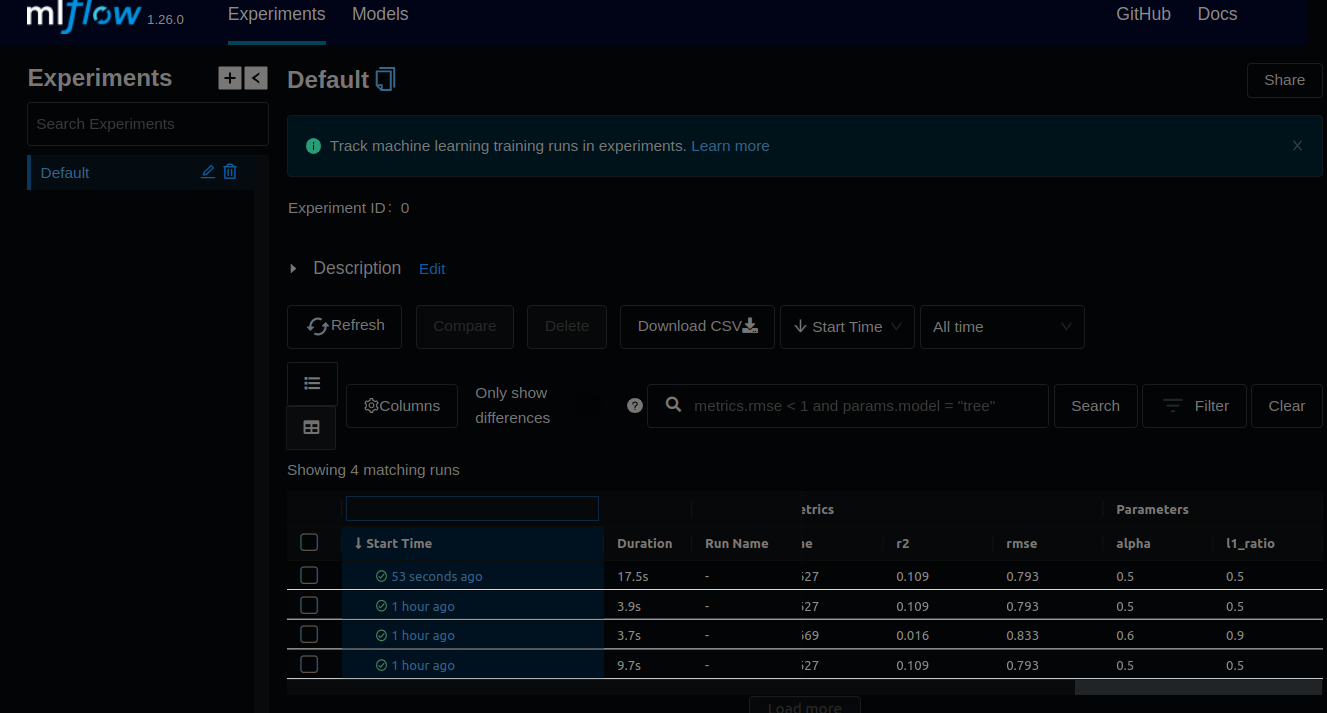 mlflow 1.26.0 Experiments Models GitHub Docs
Experiments + < Default Share
Search Experiments
Track machine learning training runs in experiments. Learn more
Default
Experiment ID: 0
Description Edit
Refresh Compare Delete Download CSV Start Time All time
Columns Only show differences ? metrics.rmse < 1 and params.model = "tree" Search Filter Clear
Showing 4 matching runs
etrics Parameters
↓ Start Time Duration Run Name ae r2 rmse alpha l1_ratio
53 seconds ago 17.5s - 527 0.109 0.793 0.5 0.5
1 hour ago 3.9s - 527 0.109 0.793 0.5 0.5
1 hour ago 3.7s - 569 0.016 0.833 0.6 0.9
1 hour ago 9.7s - 527 0.109 0.793 0.5 0.5
Load more